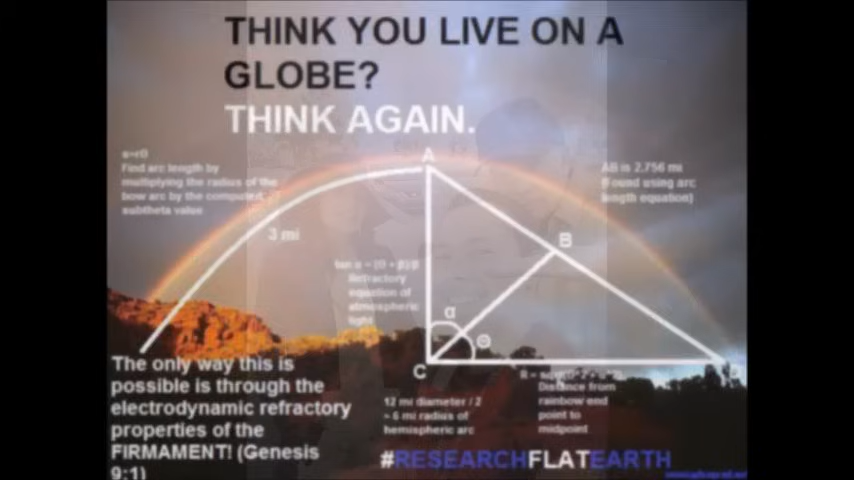 THINK YOU LIVE ON A
GLOBE?
THINK AGAIN.
Find arc length by
multiplying the radius of the
bow arc by the computed
subtheta value
A
AB is 2,756 mi
(Found using arc
length equation)
3 mi
B
Refractory
equation of
atmospheric
light
α
Θ
C
The only way this is
possible is through the
electrodynamic refractory
properties of the
FIRMAMENT! (Genesis
9:1)
12 mi diameter / 2
= 6 mi radius of
hemispheric arc
Distance from
rainbow end
point to
midpoint
#RESEARCHFLATEARTH